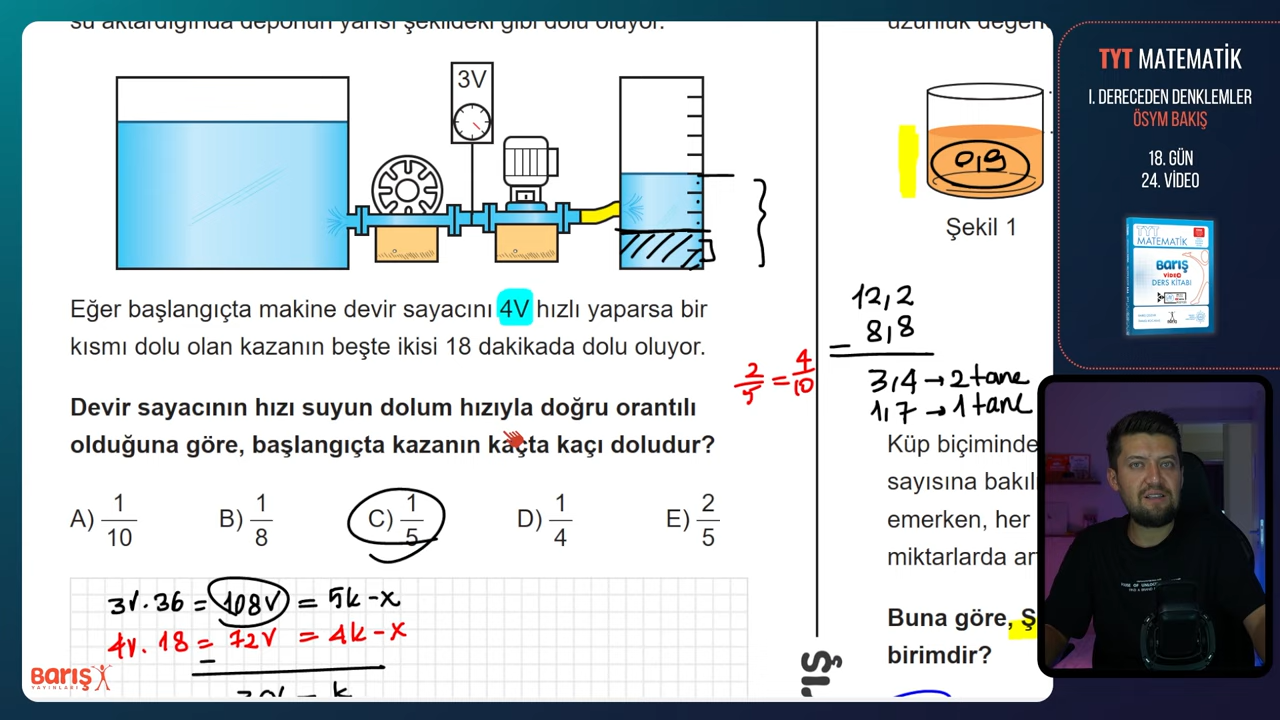 su aktardığında deponun yarısı şekildeki gibi dolu oluyor.
3V
Eğer başlangıçta makine devir sayacını 4V hızlı yaparsa bir
kısmı dolu olan kazanın beşte ikisi 18 dakikada dolu oluyor.
2/5 = 4/10
Devir sayacının hızı suyun dolum hızıyla doğru orantılı
olduğuna göre, başlangıçta kazanın kaçta kaçı doludur?
A) 1/10 B) 1/8 C) 1/5 D) 1/4 E) 2/5
3V.36 = 108V = 5k-x
4V.18 = 72V = 4k-x
BARIŞ
YAYINLARI
uzunluk değeri
0,9
Şekil 1
12,2
- 8,8
3,4 → 2 tane
1,7 → 1 tane
Küp biçiminde
sayısına bakıl
emerken, her
miktarlarda ar
Buna göre, Ş
birimdir?
TYT MATEMATİK
I. DERECEDEN DENKLEMLER
ÖSYM BAKIŞ
18. GÜN
24. VİDEO
TYT
MATEMATİK
BARIŞ
VİDEO
DERS KİTABI